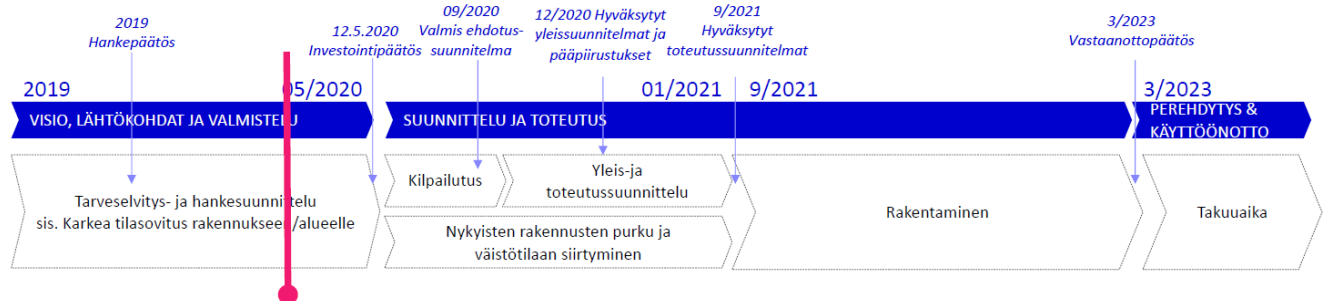 2019
Hankepäätös
12.5.2020
Investointipäätös
09/2020
Valmis ehdotus-
suunnitelma
12/2020 Hyväksytyt
yleissuunnitelmat ja
pääpiirustukset
9/2021
Hyväksytyt
toteutussuunnitelmat
3/2023
Vastaanottopäätös
2019
05/2020
01/2021
9/2021
3/2023
VISIO, LÄHTÖKOHDAT JA VALMISTELU
SUUNNITTELU JA TOTEUTUS
PEREHDYTYS &
KÄYTTÖÖNOTTO
Tarveselvitys- ja hankesuunnittelu
sis. Karkea tilasovitus rakennukseen/alueelle
Kilpailutus
Yleis-ja
toteutussuunnittelu
Nykyisten rakennusten purku ja
väistötilaan siirtyminen
Rakentaminen
Takuuaika